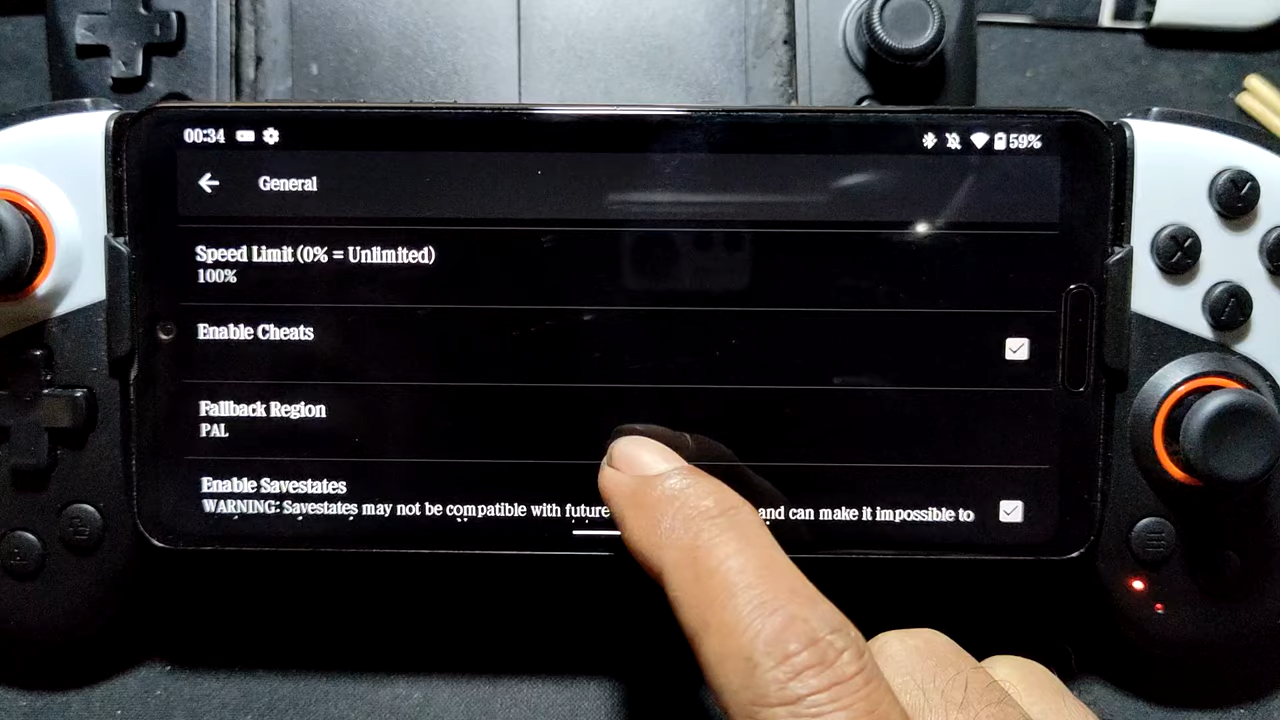 00:34
59%
General
Speed Limit (0% = Unlimited)
100%
Enable Cheats
Fallback Region
PAL
Enable Savestates
WARNING: Savestates may not be compatible with future and can make it impossible to
Y
X
A